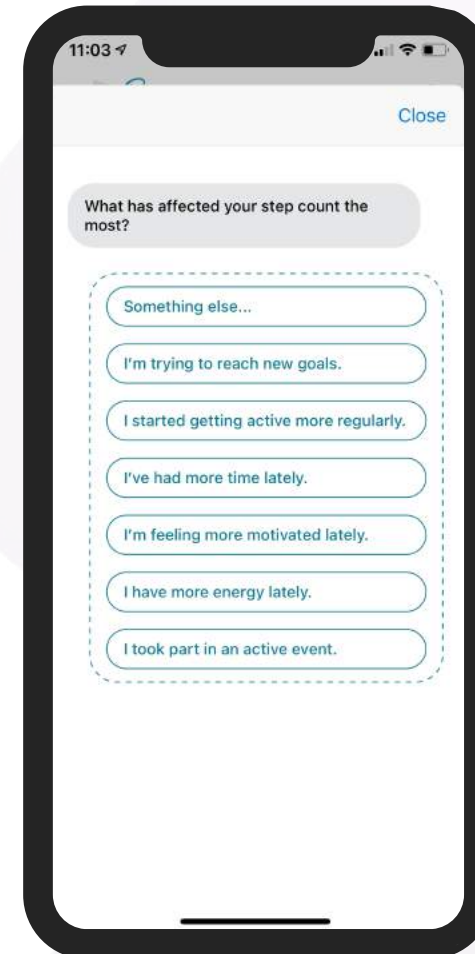 11:03
Close
What has affected your step count the
most?
Something else...
I'm trying to reach new goals.
I started getting active more regularly.
I've had more time lately.
I'm feeling more motivated lately.
I have more energy lately.
I took part in an active event.